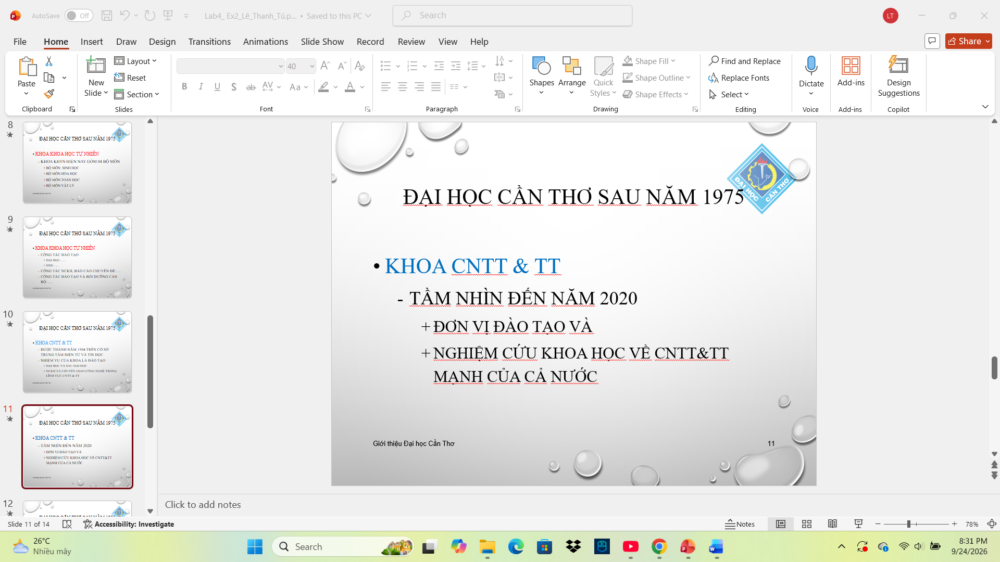 AutoSave Off Lab4_ Ex2_Lê_Thanh_Tú.p... • Saved to this PC Search LT
File Home Insert Draw Design Transitions Animations Slide Show Record Review View Help Share
Paste New Slide Layout Reset Section 40 Shapes Arrange Quick Styles Shape Fill Shape Outline Shape Effects Find and Replace Replace Fonts Select Dictate Add-ins Design Suggestions
Clipboard Slides Font Paragraph Drawing Editing Voice Add-ins Copilot
8
ĐẠI HỌC CẦN THƠ SAU NĂM 1975
• KHOA KHOA HỌC TỰ NHIÊN
- KHOA KHTN HIỆN NAY GỒM 04 BỘ MÔN
+ BỘ MÔN SINH HỌC
+ BỘ MÔN HÓA HỌC
+ BỘ MÔN TOÁN HỌC
+ BỘ MÔN VẬT LÝ
9
ĐẠI HỌC CẦN THƠ SAU NĂM 1975
• KHOA KHOA HỌC TỰ NHIÊN
- CÔNG TÁC ĐÀO TẠO
+ ĐẠI HỌC: ....
+ SĐH: ....
- CÔNG TÁC NCKH, BÁO CÁO CHUYÊN ĐỀ: ...
- CÔNG TÁC ĐÀO TẠO VÀ BỒI DƯỠNG CÁN
BỘ: .....
10
ĐẠI HỌC CẦN THƠ SAU NĂM 1975
• KHOA CNTT & TT
- ĐƯỢC THÀNH NĂM 1994 TRÊN CƠ SỞ
TRUNG TÂM ĐIỆN TỬ VÀ TIN HỌC
- NHIỆM VỤ CỦA KHOA LÀ ĐÀO TẠO
+ ĐẠI HỌC VÀ SAU ĐẠI HỌC
+ NCKH VÀ CHUYỂN GIAO CÔNG NGHỆ TRONG
LĨNH VỰC CNTT & TT
11
ĐẠI HỌC CẦN THƠ SAU NĂM 1975
• KHOA CNTT & TT
- TẦM NHÌN ĐẾN NĂM 2020
+ ĐƠN VỊ ĐÀO TẠO VÀ
+ NGHIỆM CỨU KHOA HỌC VỀ CNTT&TT
MẠNH CỦA CẢ NƯỚC
12
ĐẠI HỌC CẦN THƠ
ĐẠI HỌC CẦN THƠ SAU NĂM 1975
• KHOA CNTT & TT
- TẦM NHÌN ĐẾN NĂM 2020
+ ĐƠN VỊ ĐÀO TẠO VÀ
+ NGHIỆM CỨU KHOA HỌC VỀ CNTT&TT
MẠNH CỦA CẢ NƯỚC
Giới thiệu Đại học Cần Thơ 11
Click to add notes
Slide 11 of 14 Accessibility: Investigate Notes 78%
26°C
Nhiều mây
Search
8:31 PM
9/24/2026